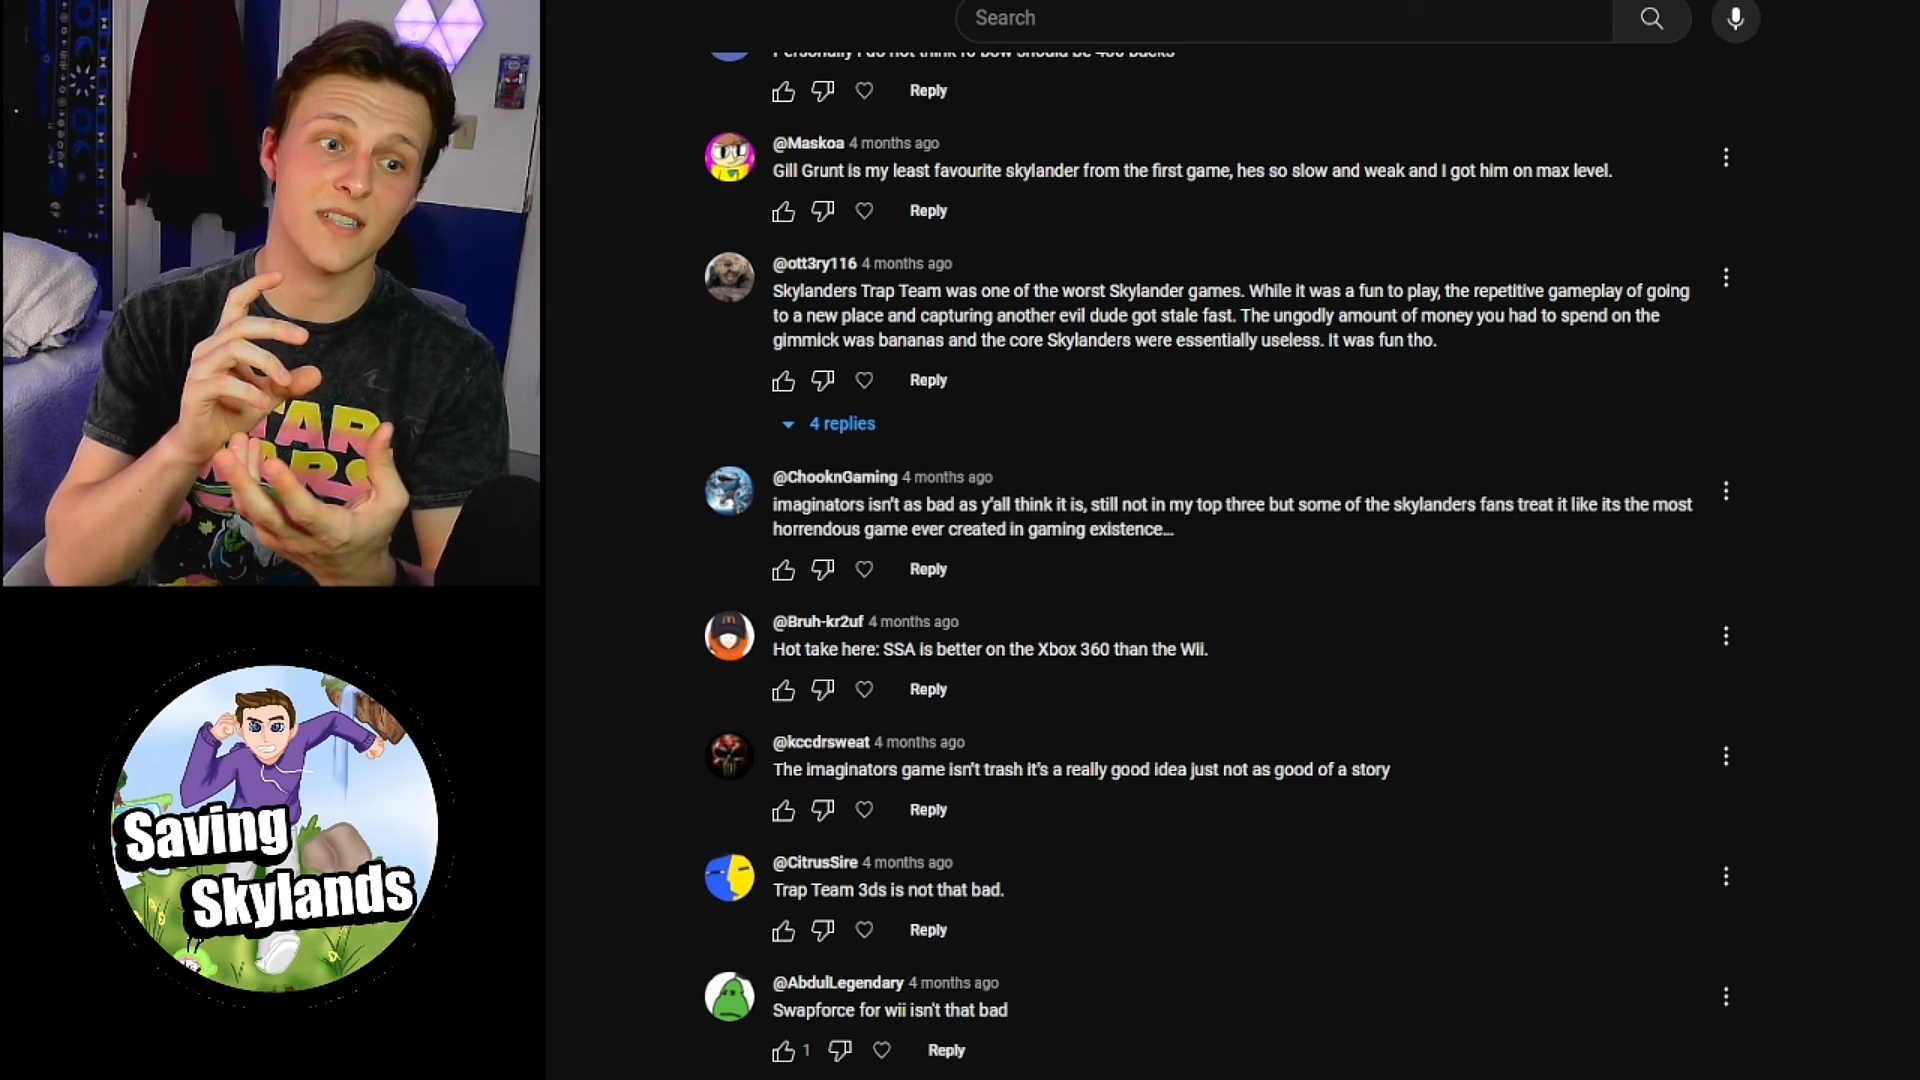 Search
Reply
@Maskoa 4 months ago
Gill Grunt is my least favourite skylander from the first game, hes so slow and weak and I got him on max level.
Reply
@ott3ry116 4 months ago
Skylanders Trap Team was one of the worst Skylander games. While it was a fun to play, the repetitive gameplay of going
to a new place and capturing another evil dude got stale fast. The ungodly amount of money you had to spend on the
gimmick was bananas and the core Skylanders were essentially useless. It was fun tho.
Reply
4 replies
@ChooknGaming 4 months ago
imaginators isn't as bad as y'all think it is, still not in my top three but some of the skylanders fans treat it like its the most
horrendous game ever created in gaming existence...
Reply
@Bruh-kr2uf 4 months ago
Hot take here: SSA is better on the Xbox 360 than the Wii.
Reply
@kccdrsweat 4 months ago
The imaginators game isn't trash it's a really good idea just not as good of a story
Reply
@CitrusSire 4 months ago
Trap Team 3ds is not that bad.
Reply
@AbdulLegendary 4 months ago
Swapforce for wii isn't that bad
1 Reply
STAR
WARS
Saving
Skylands